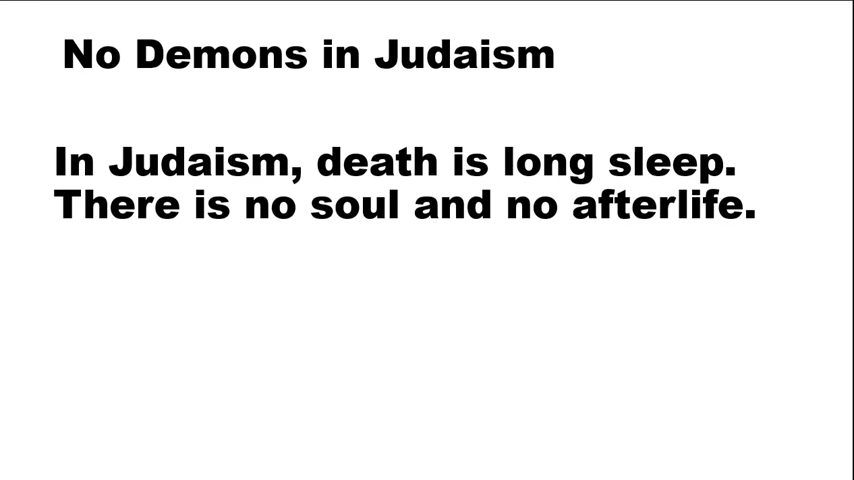 No Demons in Judaism
In Judaism, death is long sleep.
There is no soul and no afterlife.